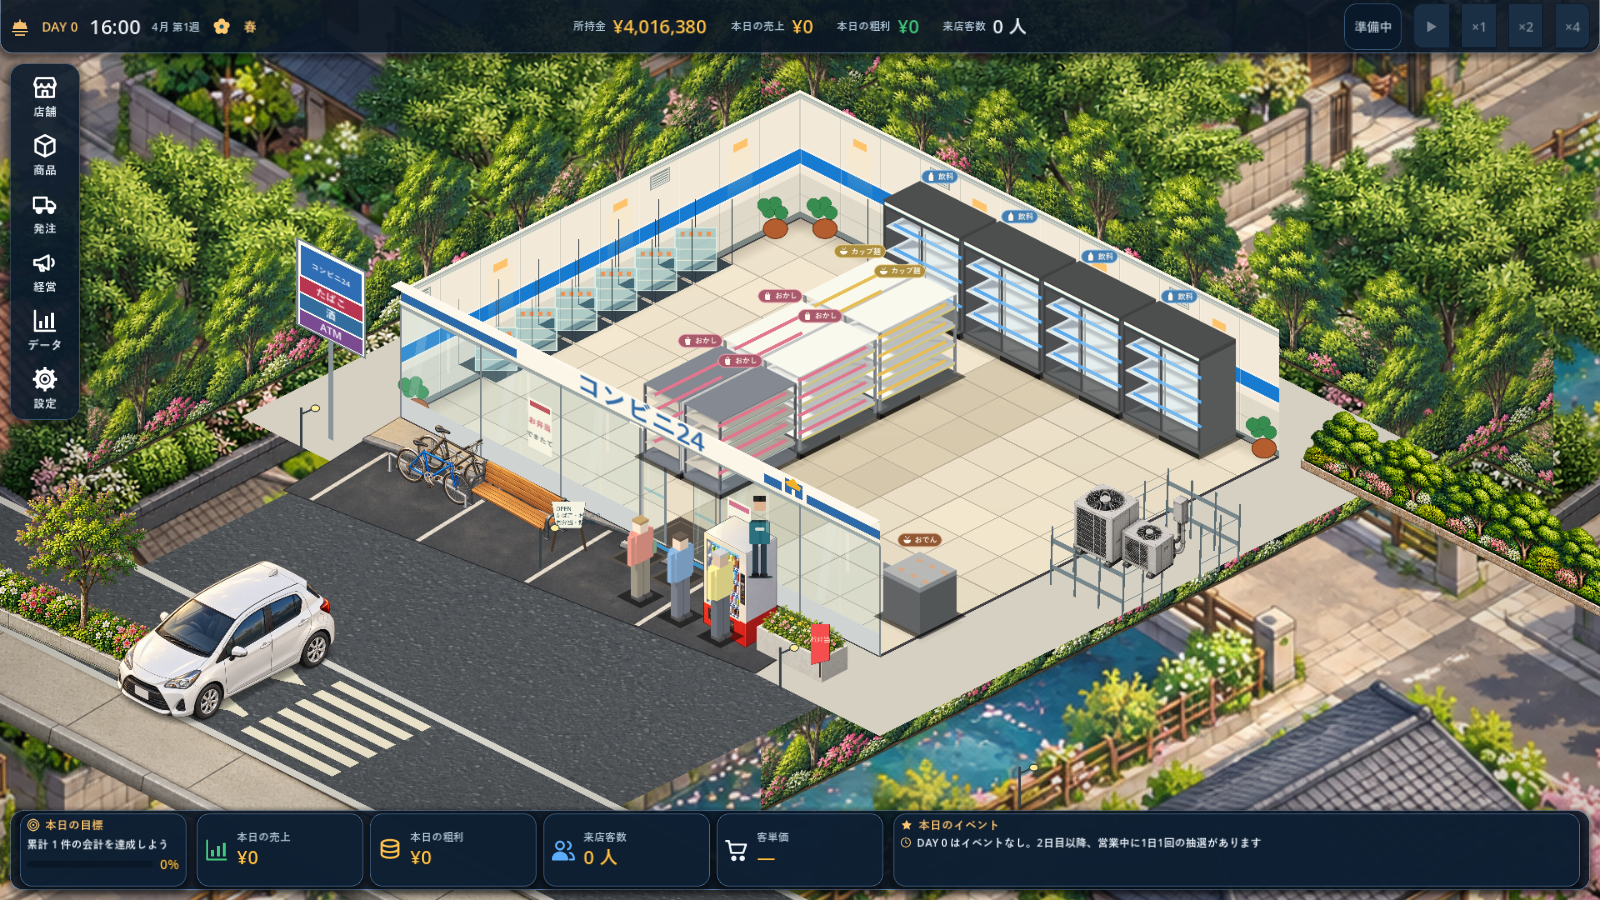 DAY 0 16:00 4月 第1週 春
所持金 ¥4,016,380 本日の売上 ¥0 本日の粗利 ¥0 来店客数 0 人
準備中 ×1 ×2 ×4
店舗
商品
発注
経営
データ
設定
飲料
飲料
飲料
飲料
カップ麺
カップ麺
おかし
おかし
おかし
おかし
コンビニ24
たばこ
酒
ATM
コンビニ24
お弁当
できたて
OPEN
おでん
本日の目標
累計 1 件の会計を達成しよう
0%
本日の売上
¥0
本日の粗利
¥0
来店客数
0 人
客単価
—
本日のイベント
DAY 0 はイベントなし。2日目以降、営業中に1日1回の抽選があります